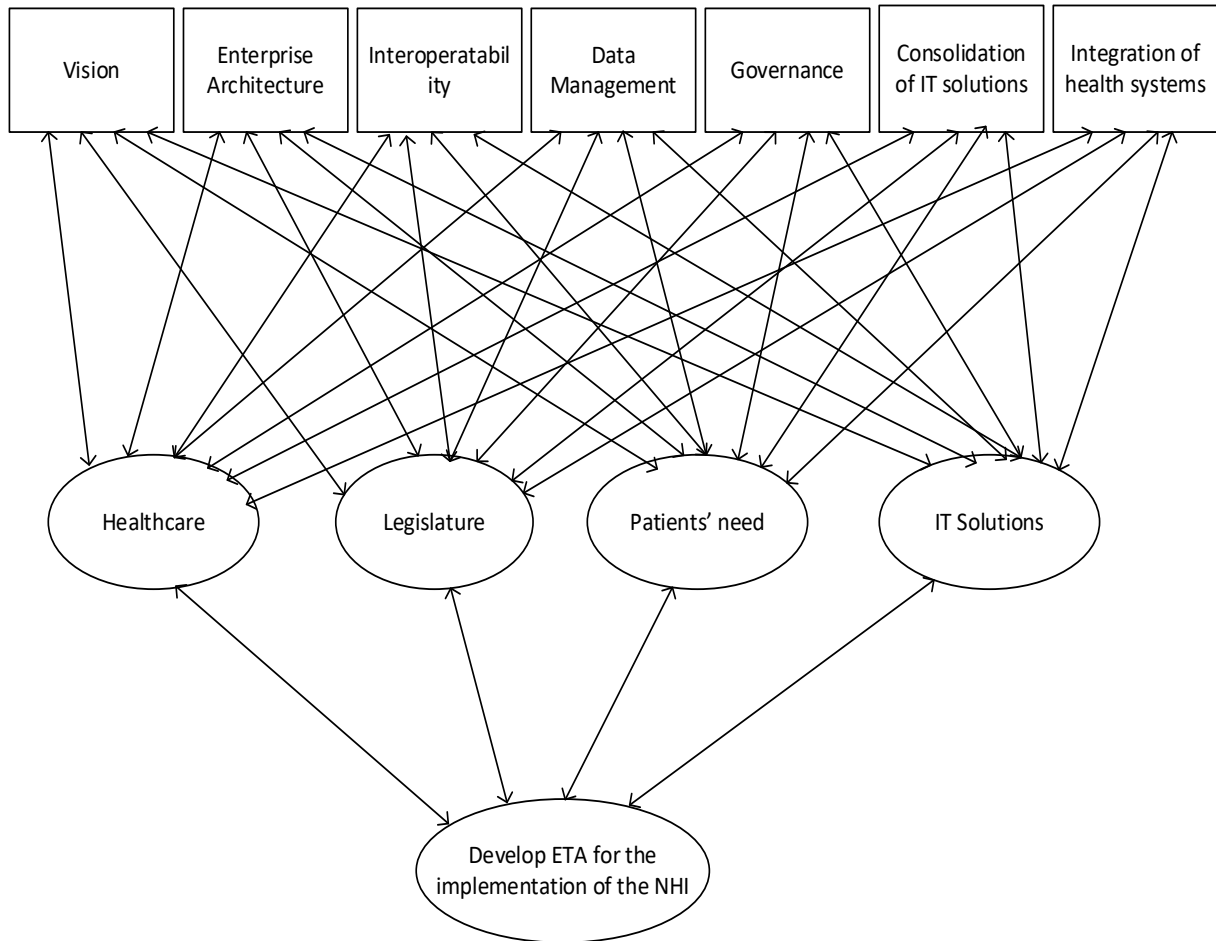 Vision
Enterprise
Architecture
Interoperatabil
ity
Data
Management
Governance
Consolidation
of IT solutions
Integration of
health systems
Healthcare
Legislature
Patients’ need
IT Solutions
Develop ETA for the
implementation of the NHI